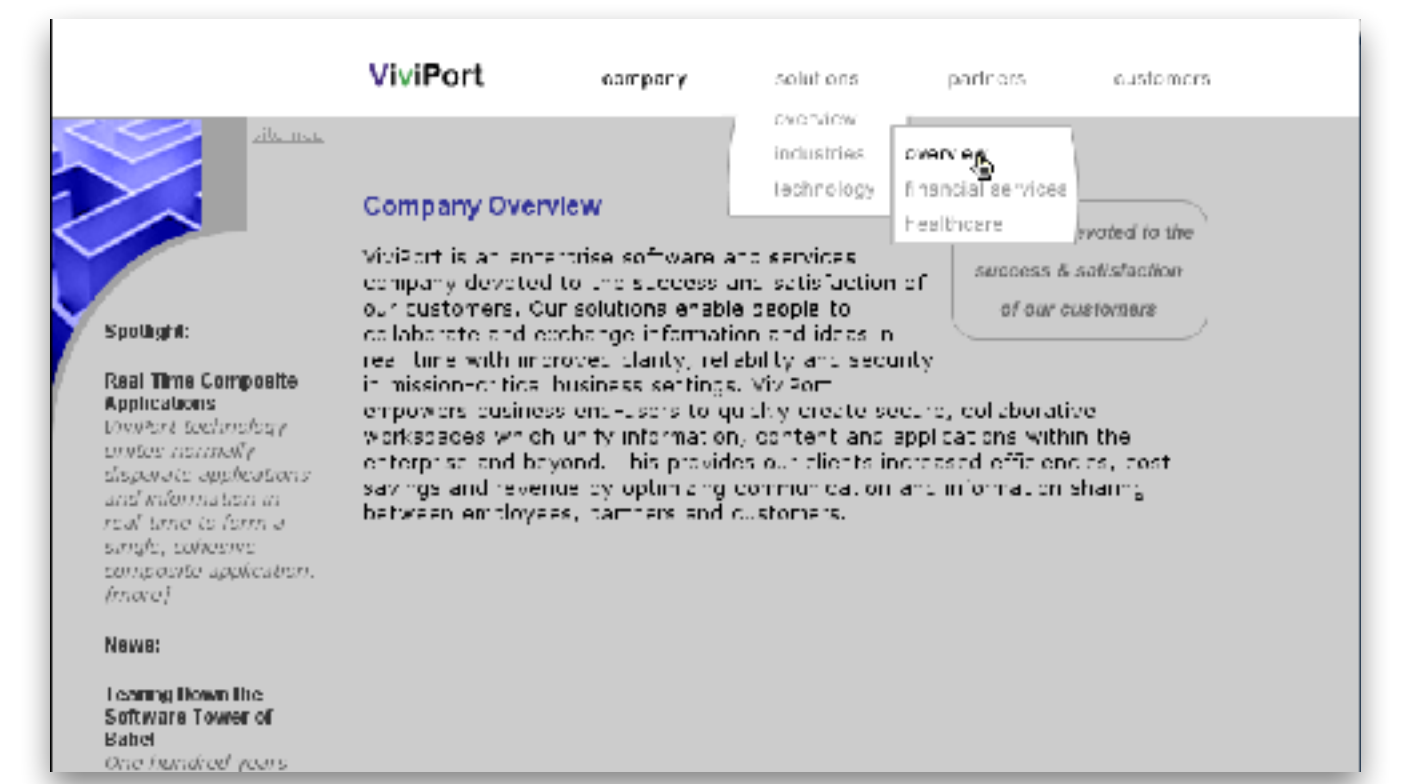 ViviPort company solutions partners customers
site map
overview
industries
technology
overview
financial services
healthcare
Company Overview
ViviPort is an enterprise software and services
company devoted to the success and satisfaction of
our customers. Our solutions enable people to
collaborate and exchange information and ideas in
real time with improved clarity, reliability and security
in mission-critical business settings. ViviPort
empowers business end-users to quickly create secure, collaborative
workspaces which unify information, content and applications within the
enterprise and beyond. This provides our clients increased efficiencies, cost
savings and revenue by optimizing communication and information sharing
between employees, partners and customers.
evoted to the
success & satisfaction
of our customers
Spotlight:
Real Time Composite
Applications
ViviPort technology
unites normally
disparate applications
and information in
real time to form a
single, cohesive
composite application.
[more]
News:
Tearing Down the
Software Tower of
Babel
One hundred years